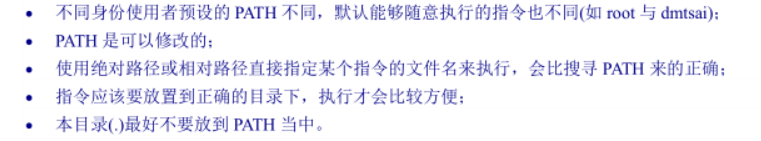 • 不同身份使用者预设的 PATH 不同，默认能够随意执行的指令也不同(如 root 与 dmtsai)；
• PATH 是可以修改的；
• 使用绝对路径或相对路径直接指定某个指令的文件名来执行，会比搜寻 PATH 来的正确；
• 指令应该要放置到正确的目录下，执行才会比较方便；
• 本目录(.)最好不要放到 PATH 当中。